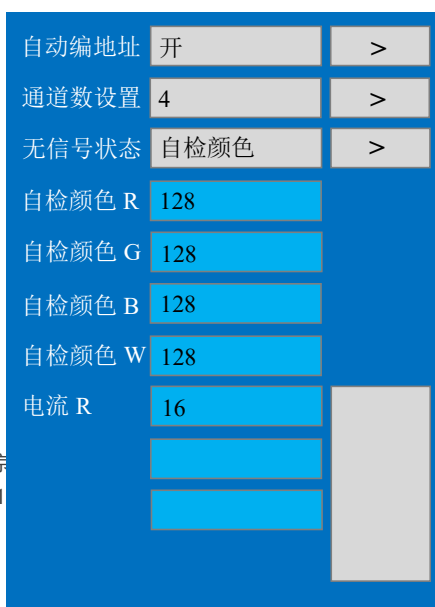 自动编地址 开 >
通道数设置 4 >
无信号状态 自检颜色 >
自检颜色 R 128
自检颜色 G 128
自检颜色 B 128
自检颜色 W 128
电流 R 16